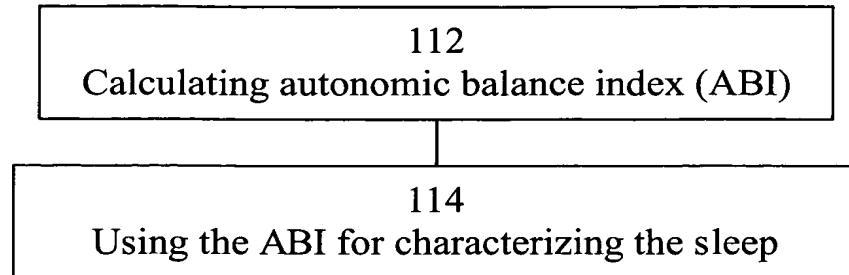 112
Calculating autonomic balance index (ABI)
114
Using the ABI for characterizing the sleep